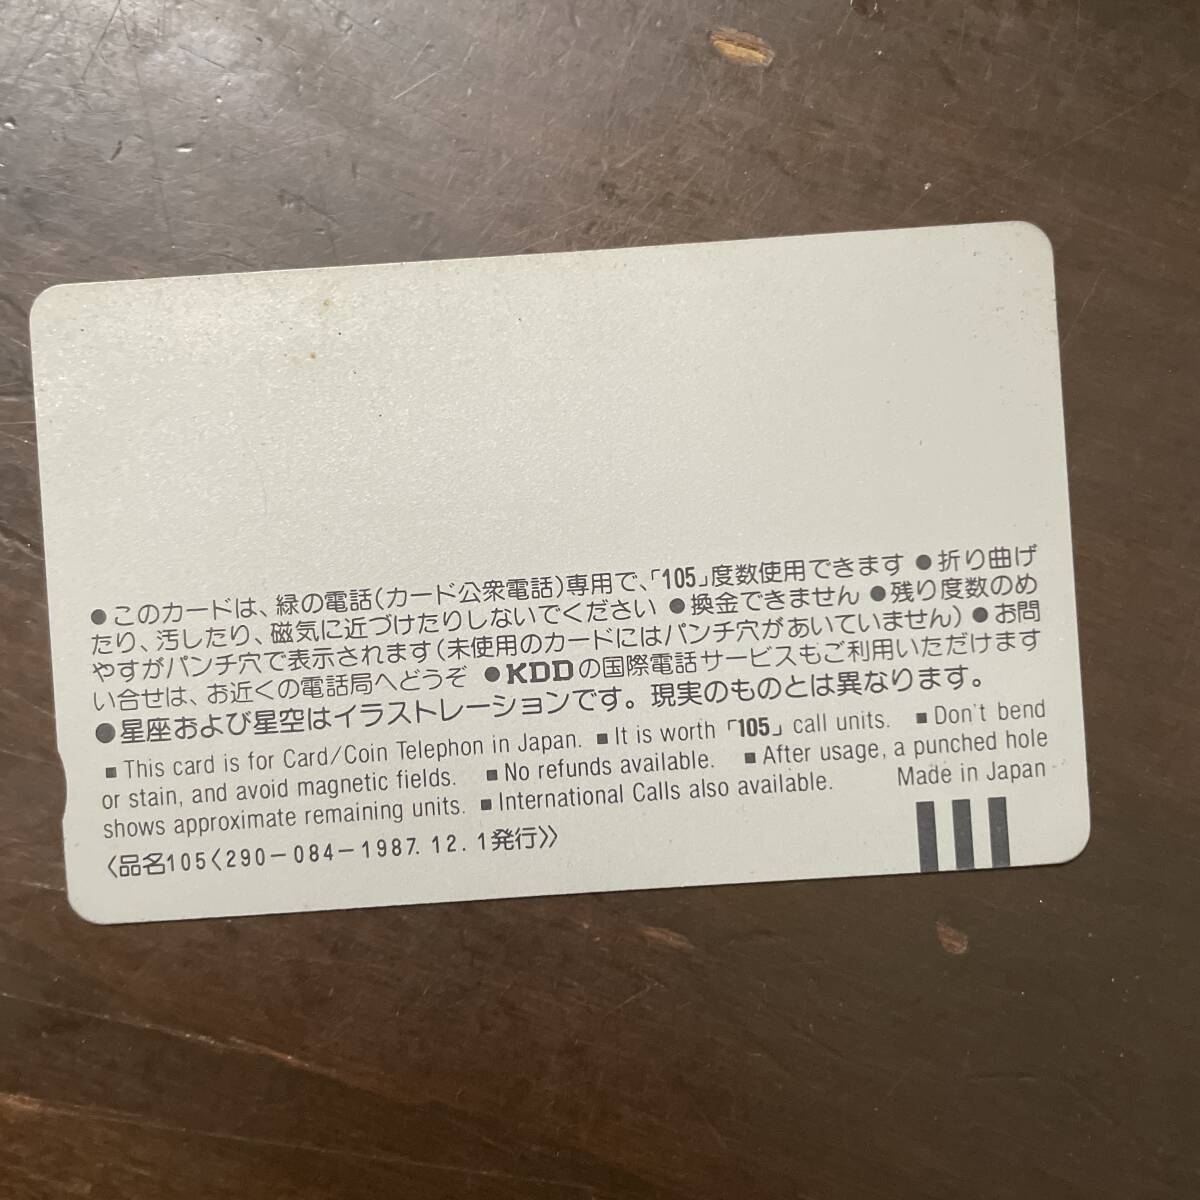 ●このカードは、緑の電話(カード公衆電話)専用で、「105」度数使用できます ●折り曲げ
たり、汚したり、磁気に近づけたりしないでください ●換金できません ●残り度数のめ
やすがパンチ穴で表示されます(未使用のカードにはパンチ穴があいていません) ●お問
い合せは、お近くの電話局へどうぞ ●KDDの国際電話サービスもご利用いただけます
●星座および星空はイラストレーションです。現実のものとは異なります。
■This card is for Card/Coin Telephon in Japan. ■It is worth「105」call units. ■Don't bend
or stain, and avoid magnetic fields. ■No refunds available. ■After usage, a punched hole
shows approximate remaining units. ■International Calls also available. Made in Japan
〈品名105〈290−084−1987.12.1発行〉〉